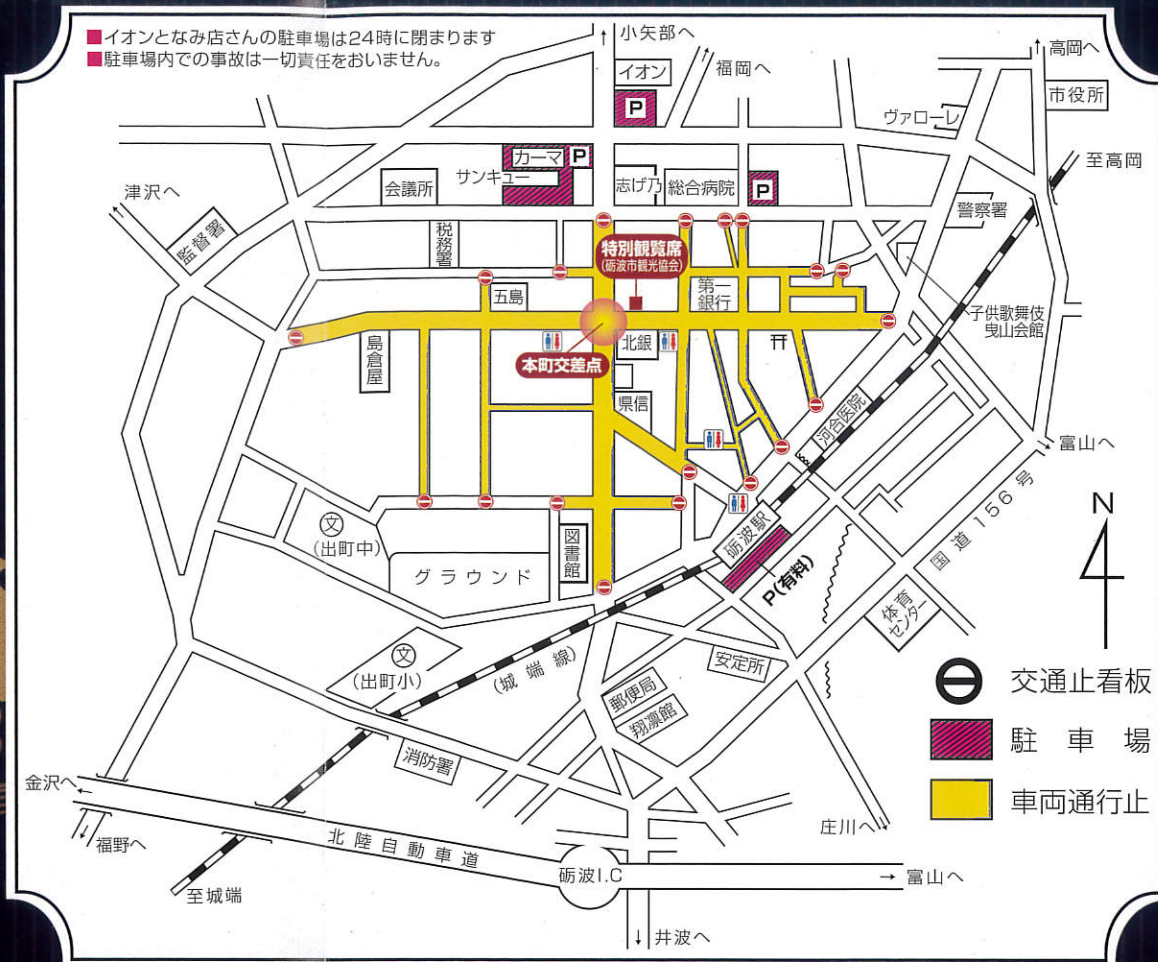 ■イオンとなみ店さんの駐車場は24時に閉まります
■駐車場内での事故は一切責任をおいません。
小矢部へ
イオン
P
福岡へ
高岡へ
市役所
ヴァローレ
至高岡
カーマ
P
サンキュー
会議所
志げ乃
総合病院
P
警察署
津沢へ
監督署
税務署
特別観覧席
(砺波市観光協会)
五島
第一銀行
子供歌舞伎
曳山会館
島倉屋
本町交差点
北銀
県信
河合医院
富山へ
国道156号
N
砺波駅
P(有料)
文
(出町中)
グラウンド
図書館
体育センター
文
(出町小)
(城端線)
安定所
郵便局
翔凛館
消防署
交通止看板
駐車場
車両通行止
金沢へ
福野へ
北陸自動車道
至城端
砺波I.C
庄川へ
富山へ
井波へ